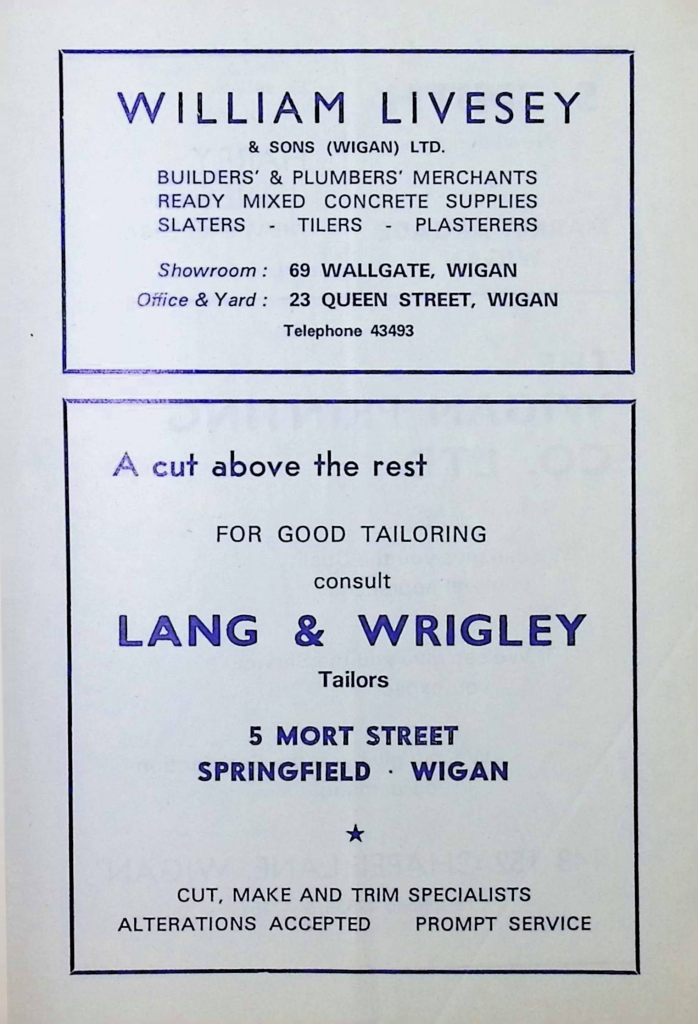 WILLIAM LIVESEY
& SONS (WIGAN) LTD.
BUILDERS' & PLUMBERS' MERCHANTS
READY MIXED CONCRETE SUPPLIES
SLATERS - TILERS - PLASTERERS
Showroom : 69 WALLGATE, WIGAN
Office & Yard : 23 QUEEN STREET, WIGAN
Telephone 43493
A cut above the rest
FOR GOOD TAILORING
consult
LANG & WRIGLEY
Tailors
5 MORT STREET
SPRINGFIELD · WIGAN
★
CUT, MAKE AND TRIM SPECIALISTS
ALTERATIONS ACCEPTED PROMPT SERVICE